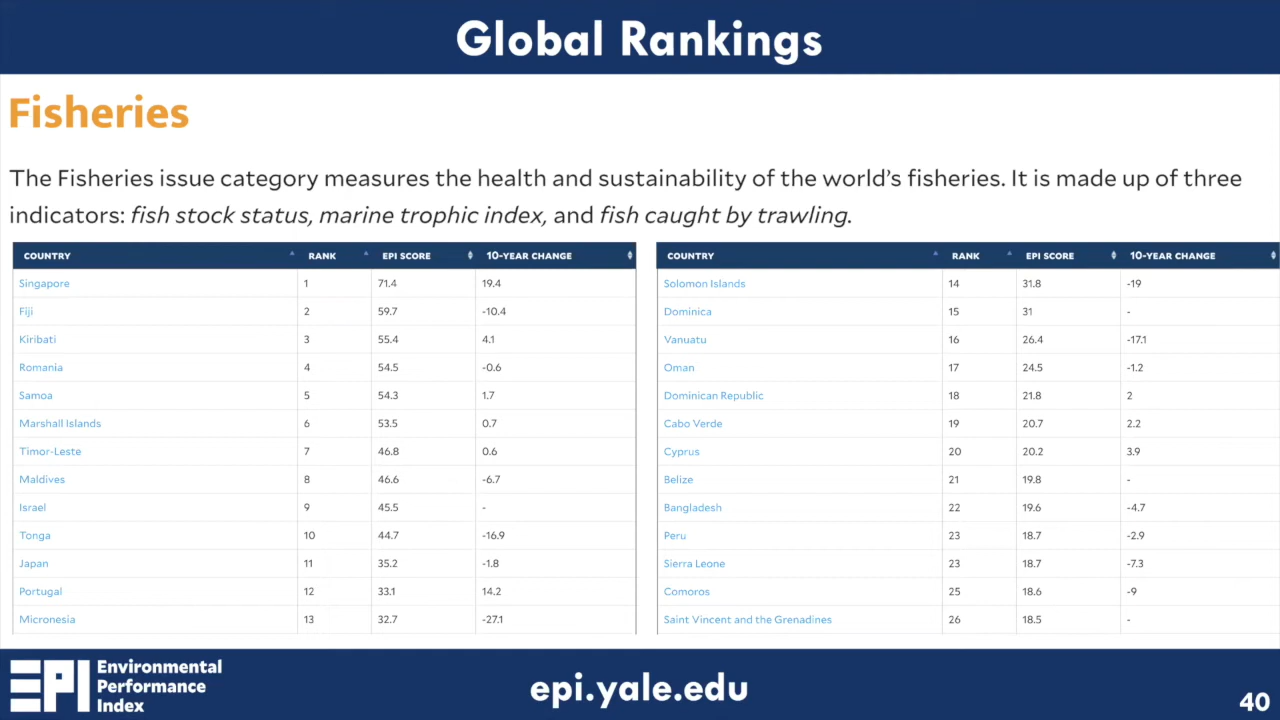 Global Rankings
Fisheries
The Fisheries issue category measures the health and sustainability of the world's fisheries. It is made up of three
indicators: fish stock status, marine trophic index, and fish caught by trawling.
COUNTRY RANK EPI SCORE 10-YEAR CHANGE
Singapore 1 71.4 19.4
Fiji 2 59.7 -10.4
Kiribati 3 55.4 4.1
Romania 4 54.5 -0.6
Samoa 5 54.3 1.7
Marshall Islands 6 53.5 0.7
Timor-Leste 7 46.8 0.6
Maldives 8 46.6 -6.7
Israel 9 45.5 -
Tonga 10 44.7 -16.9
Japan 11 35.2 -1.8
Portugal 12 33.1 14.2
Micronesia 13 32.7 -27.1
COUNTRY RANK EPI SCORE 10-YEAR CHANGE
Solomon Islands 14 31.8 -19
Dominica 15 31 -
Vanuatu 16 26.4 -17.1
Oman 17 24.5 -1.2
Dominican Republic 18 21.8 2
Cabo Verde 19 20.7 2.2
Cyprus 20 20.2 3.9
Belize 21 19.8 -
Bangladesh 22 19.6 -4.7
Peru 23 18.7 -2.9
Sierra Leone 23 18.7 -7.3
Comoros 25 18.6 -9
Saint Vincent and the Grenadines 26 18.5 -
EPI
Environmental
Performance
Index
epi.yale.edu
40